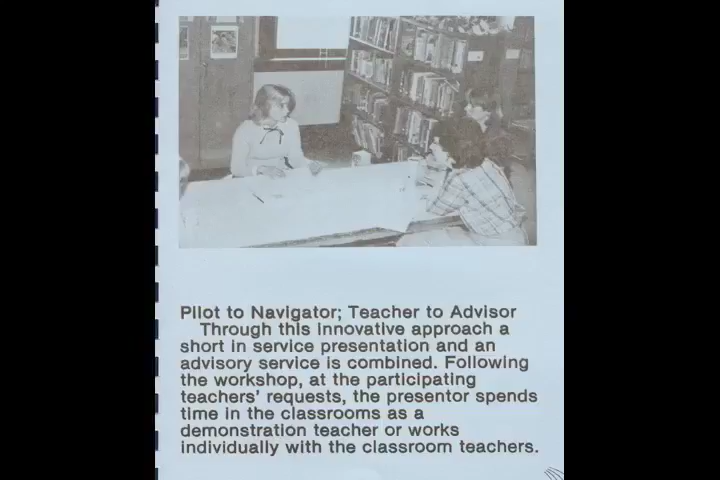 Pilot to Navigator; Teacher to Advisor
Through this innovative approach a
short in service presentation and an
advisory service is combined. Following
the workshop, at the participating
teachers' requests, the presentor spends
time in the classrooms as a
demonstration teacher or works
individually with the classroom teachers.